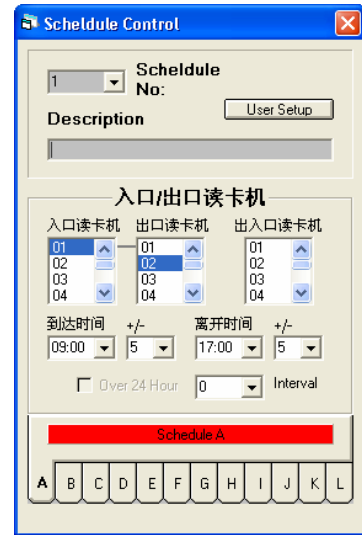 Scheldule Control
1
Scheldule
No:
User Setup
Description
入口/出口读卡机
入口读卡机 出口读卡机 出入口读卡机
01 01 01
02 02 02
03 03 03
04 04 04
到达时间 +/- 离开时间 +/-
09:00 5 17:00 5
Over 24 Hour 0 Interval
Schedule A
A B C D E F G H I J K L